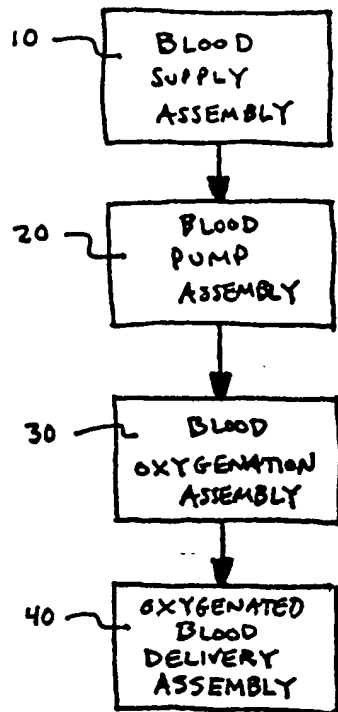 10
BLOOD
SUPPLY
ASSEMBLY
20
BLOOD
PUMP
ASSEMBLY
30
BLOOD
OXYGENATION
ASSEMBLY
40
OXYGENATED
BLOOD
DELIVERY
ASSEMBLY